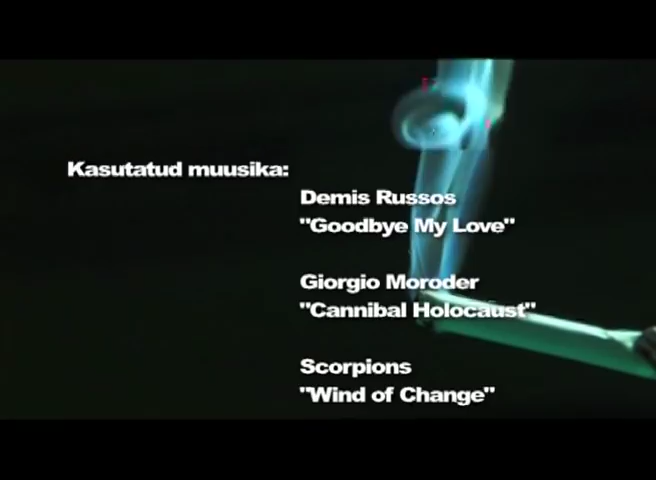 Kasutatud muusika:
Demis Russos
"Goodbye My Love"
Giorgio Moroder
"Cannibal Holocaust"
Scorpions
"Wind of Change"